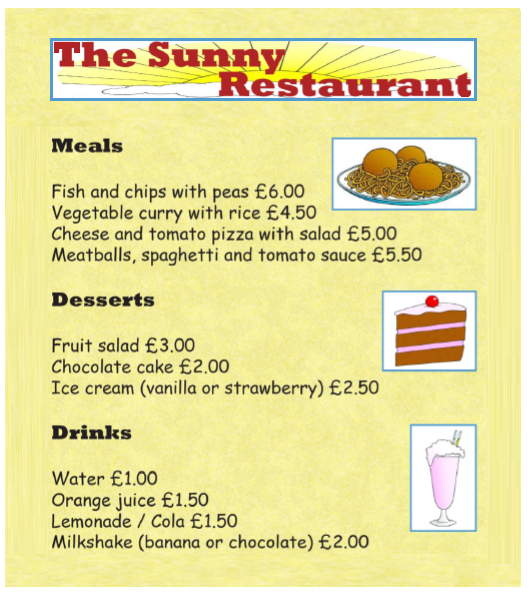 The Sunny
Restaurant
Meals
Fish and chips with peas £6.00
Vegetable curry with rice £4.50
Cheese and tomato pizza with salad £5.00
Meatballs, spaghetti and tomato sauce £5.50
Desserts
Fruit salad £3.00
Chocolate cake £2.00
Ice cream (vanilla or strawberry) £2.50
Drinks
Water £1.00
Orange juice £1.50
Lemonade / Cola £1.50
Milkshake (banana or chocolate) £2.00